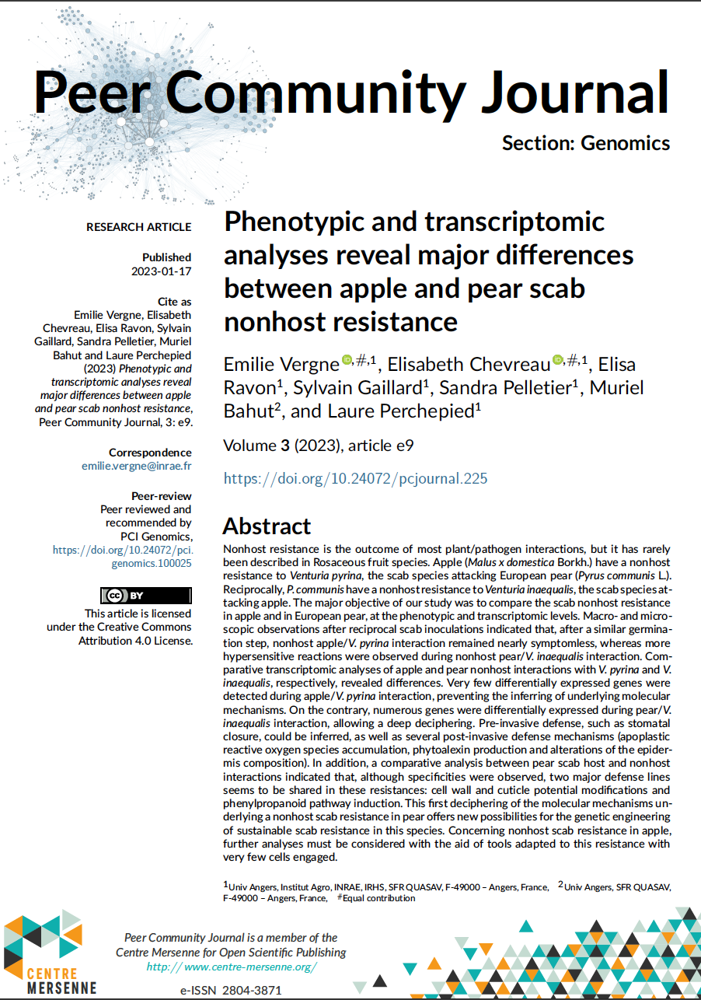 Peer Community Journal
Section: Genomics
RESEARCH ARTICLE
Published
2023-01-17
Cite as
Emilie Vergne, Elisabeth
Chevreau, Elisa Ravon, Sylvain
Gaillard, Sandra Pelletier, Muriel
Bahut and Laure Perchepied
(2023) Phenotypic and
transcriptomic analyses reveal
major differences between apple
and pear scab nonhost resistance,
Peer Community Journal, 3: e9.
Correspondence
emilie.vergne@inrae.fr
Peer-review
Peer reviewed and
recommended by
PCI Genomics,
https://doi.org/10.24072/pci.
genomics.100025
cc BY
This article is licensed
under the Creative Commons
Attribution 4.0 License.
Phenotypic and transcriptomic
analyses reveal major differences
between apple and pear scab
nonhost resistance
Emilie Vergne iD,#,1, Elisabeth Chevreau iD,#,1, Elisa
Ravon1, Sylvain Gaillard1, Sandra Pelletier1, Muriel
Bahut2, and Laure Perchepied1
Volume 3 (2023), article e9
https://doi.org/10.24072/pcjournal.225
Abstract
Nonhost resistance is the outcome of most plant/pathogen interactions, but it has rarely
been described in Rosaceous fruit species. Apple (Malus x domestica Borkh.) have a nonhost
resistance to Venturia pyrina, the scab species attacking European pear (Pyrus communis L.).
Reciprocally, P. communis have a nonhost resistance to Venturia inaequalis, the scab species at-
tacking apple. The major objective of our study was to compare the scab nonhost resistance
in apple and in European pear, at the phenotypic and transcriptomic levels. Macro- and micro-
scopic observations after reciprocal scab inoculations indicated that, after a similar germina-
tion step, nonhost apple/V. pyrina interaction remained nearly symptomless, whereas more
hypersensitive reactions were observed during nonhost pear/V. inaequalis interaction. Com-
parative transcriptomic analyses of apple and pear nonhost interactions with V. pyrina and V.
inaequalis, respectively, revealed differences. Very few differentially expressed genes were
detected during apple/V. pyrina interaction, preventing the inferring of underlying molecular
mechanisms. On the contrary, numerous genes were differentially expressed during pear/V.
inaequalis interaction, allowing a deep deciphering. Pre-invasive defense, such as stomatal
closure, could be inferred, as well as several post-invasive defense mechanisms (apoplastic
reactive oxygen species accumulation, phytoalexin production and alterations of the epider-
mis composition). In addition, a comparative analysis between pear scab host and nonhost
interactions indicated that, although specificities were observed, two major defense lines
seems to be shared in these resistances: cell wall and cuticle potential modifications and
phenylpropanoid pathway induction. This first deciphering of the molecular mechanisms un-
derlying a nonhost scab resistance in pear offers new possibilities for the genetic engineering
of sustainable scab resistance in this species. Concerning nonhost scab resistance in apple,
further analyses must be considered with the aid of tools adapted to this resistance with
very few cells engaged.
1Univ Angers, Institut Agro, INRAE, IRHS, SFR QUASAV, F-49000 – Angers, France, 2Univ Angers, SFR QUASAV,
F-49000 – Angers, France, #Equal contribution
CENTRE
MERSENNE
Peer Community Journal is a member of the
Centre Mersenne for Open Scientific Publishing
http://www.centre-mersenne.org/
e-ISSN 2804-3871